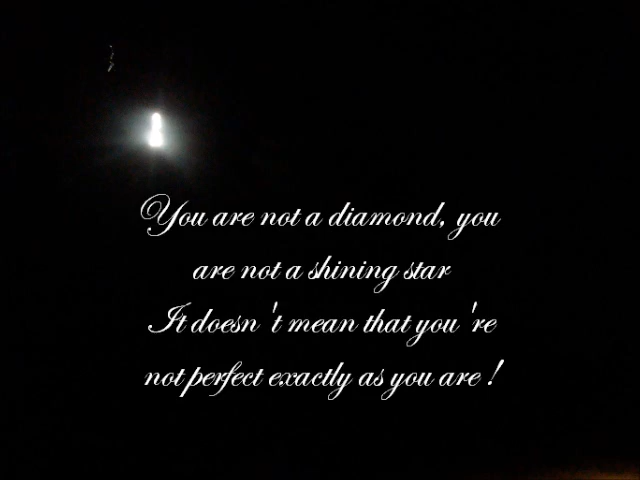 You are not a diamond, you
are not a shining star
It doesn't mean that you're
not perfect exactly as you are !